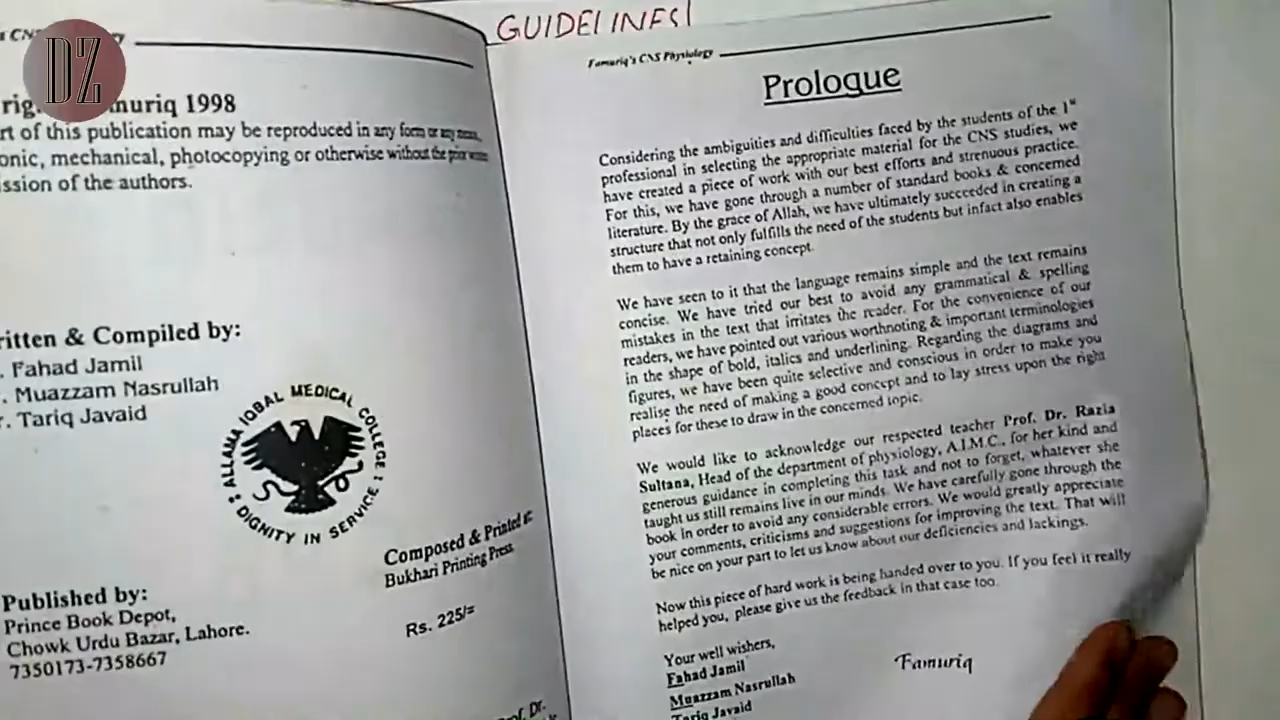 GUIDELINES!
DZ
muriq 1998
rt of this publication may be reproduced in any form or any
onic, mechanical, photocopying or otherwise without the prior
ission of the authors.
ritten & Compiled by:
. Fahad Jamil
. Muazzam Nasrullah
r. Tariq Javaid
ALLAMA IQBAL MEDICAL COLLEGE
DIGNITY IN SERVICE
Composed & Printed at:
Bukhari Printing Press
Rs. 225/=
Published by:
Prince Book Depot,
Chowk Urdu Bazar, Lahore.
7350173-7358667
Famuriq's CNS Physiology
Prologue
Considering the ambiguities and difficulties faced by the students of the 1st
professional in selecting the appropriate material for the CNS studies, we
have created a piece of work with our best efforts and strenuous practice.
For this, we have gone through a number of standard books & concerned
literature. By the grace of Allah, we have ultimately succeeded in creating a
structure that not only fulfills the need of the students but infact also enables
them to have a retaining concept.
We have seen to it that the language remains simple and the text remains
concise. We have tried our best to avoid any grammatical & spelling
mistakes in the text that irritates the reader. For the convenience of our
readers, we have pointed out various worthnoting & important terminologies
in the shape of bold, italics and underlining. Regarding the diagrams and
figures, we have been quite selective and conscious in order to make you
realise the need of making a good concept and to lay stress upon the right
places for these to draw in the concerned topic.
We would like to acknowledge our respected teacher Prof. Dr. Razia
Sultana, Head of the department of physiology, A.I.M.C., for her kind and
generous guidance in completing this task and not to forget, whatever she
taught us still remains live in our minds. We have carefully gone through the
book in order to avoid any considerable errors. We would greatly appreciate
your comments, criticisms and suggestions for improving the text. That will
be nice on your part to let us know about our deficiencies and lackings.
Now this piece of hard work is being handed over to you. If you feel it really
helped you, please give us the feedback in that case too.
Your well wishers,
Fahad Jamil
Muazzam Nasrullah
Tariq Javaid
Famuriq